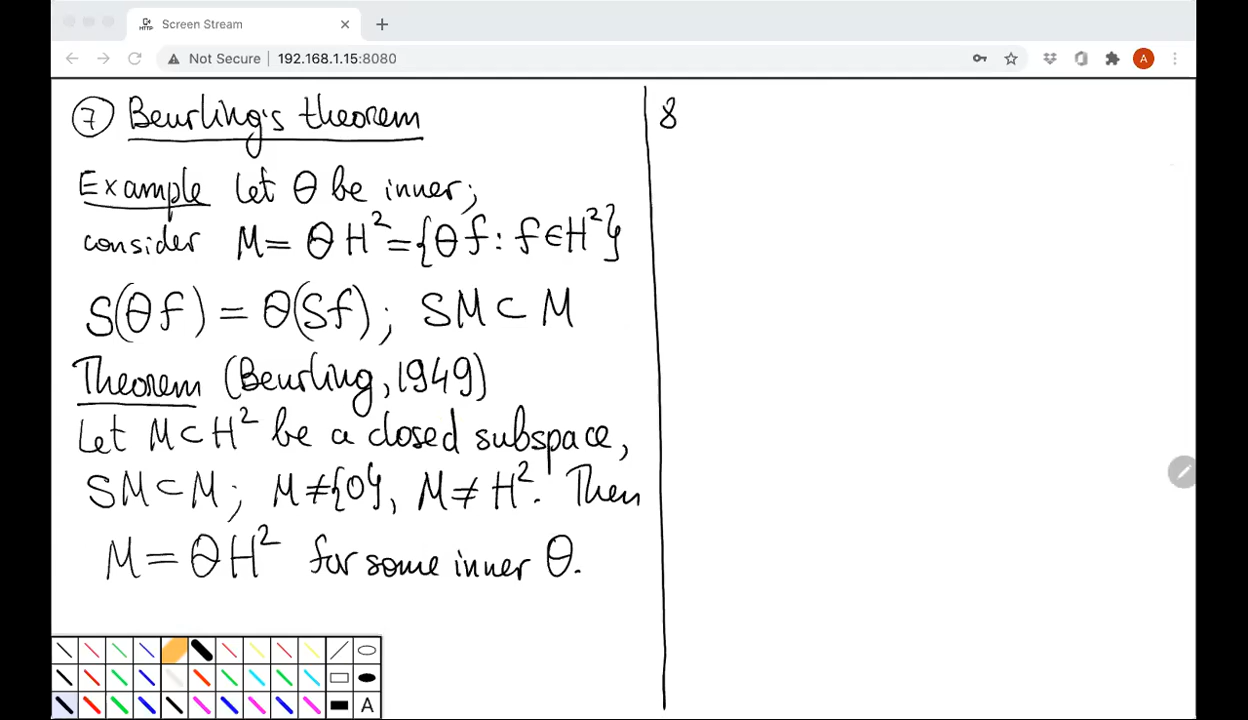 Screen Stream
Not Secure 192.168.1.15:8080
A
7 Beurling's theorem
Example Let θ be inner;
consider M = θH² = {θf : f ∈ H²}
S(θf) = θ(Sf); SM ⊂ M
Theorem (Beurling, 1949)
Let M ⊂ H² be a closed subspace,
SM ⊂ M; M ≠ {0}, M ≠ H². Then
M = θH² for some inner θ.
8
A